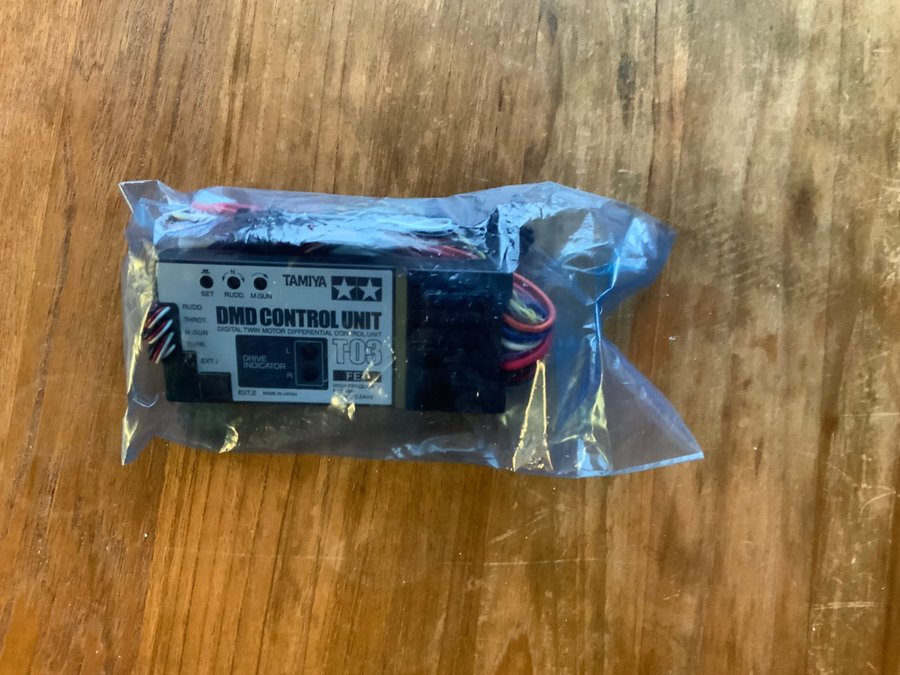 TAMIYA
SET
N
RUDD.
M.GUN
DMD CONTROL UNIT
DIGITAL TWIN MOTOR DIFFERENTIAL CONTROL UNIT
RUDD.
THROT.
M.GUN
TURR.
EXT.1
EXT.2
DRIVE
INDICATOR
L
R
T-03
MADE IN JAPAN